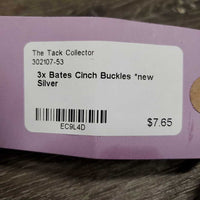 The Tack Collector
302107-53
3x Bates Cinch Buckles *new
Silver
EC9L4D
$7.65